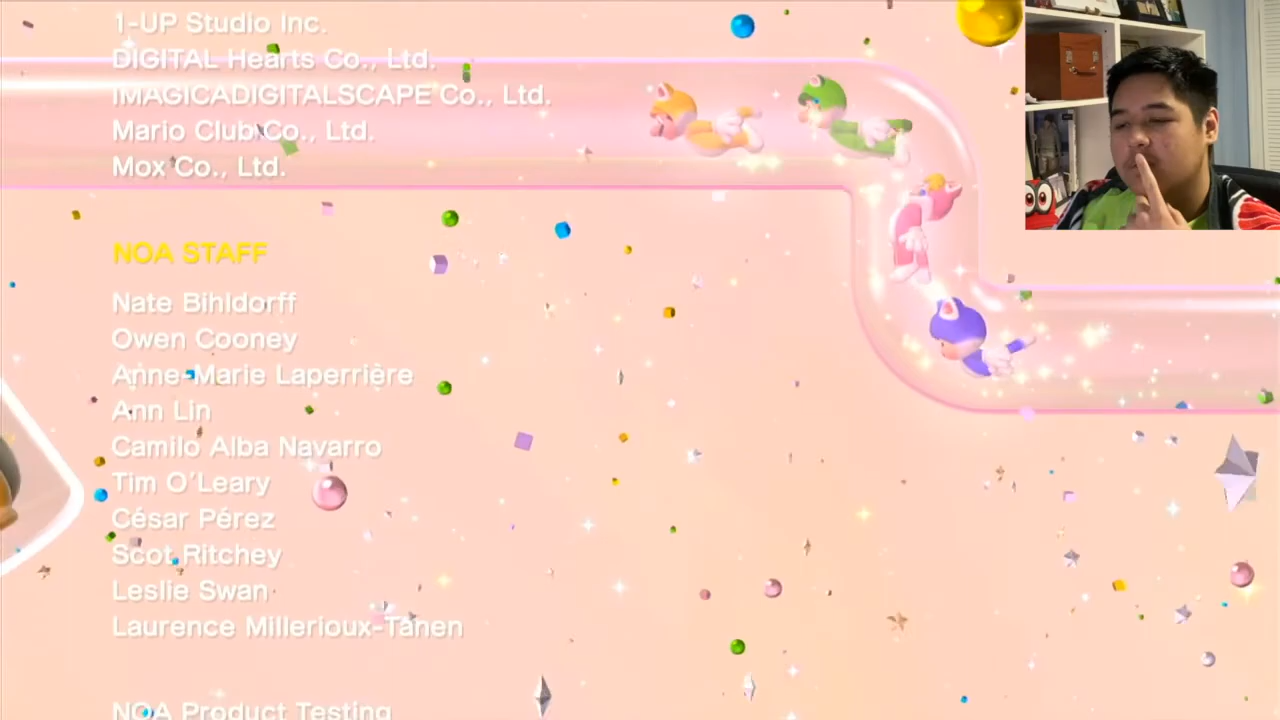 1-UP Studio Inc.
DIGITAL Hearts Co., Ltd.
IMAGICADIGITALSCAPE Co., Ltd.
Mario Club Co., Ltd.
Mox Co., Ltd.
NOA STAFF
Nate Bihldorff
Owen Cooney
Anne-Marie Laperrière
Ann Lin
Camilo Alba Navarro
Tim O'Leary
César Pérez
Scot Ritchey
Leslie Swan
Laurence Millerioux-Tanen
NOA Product Testing